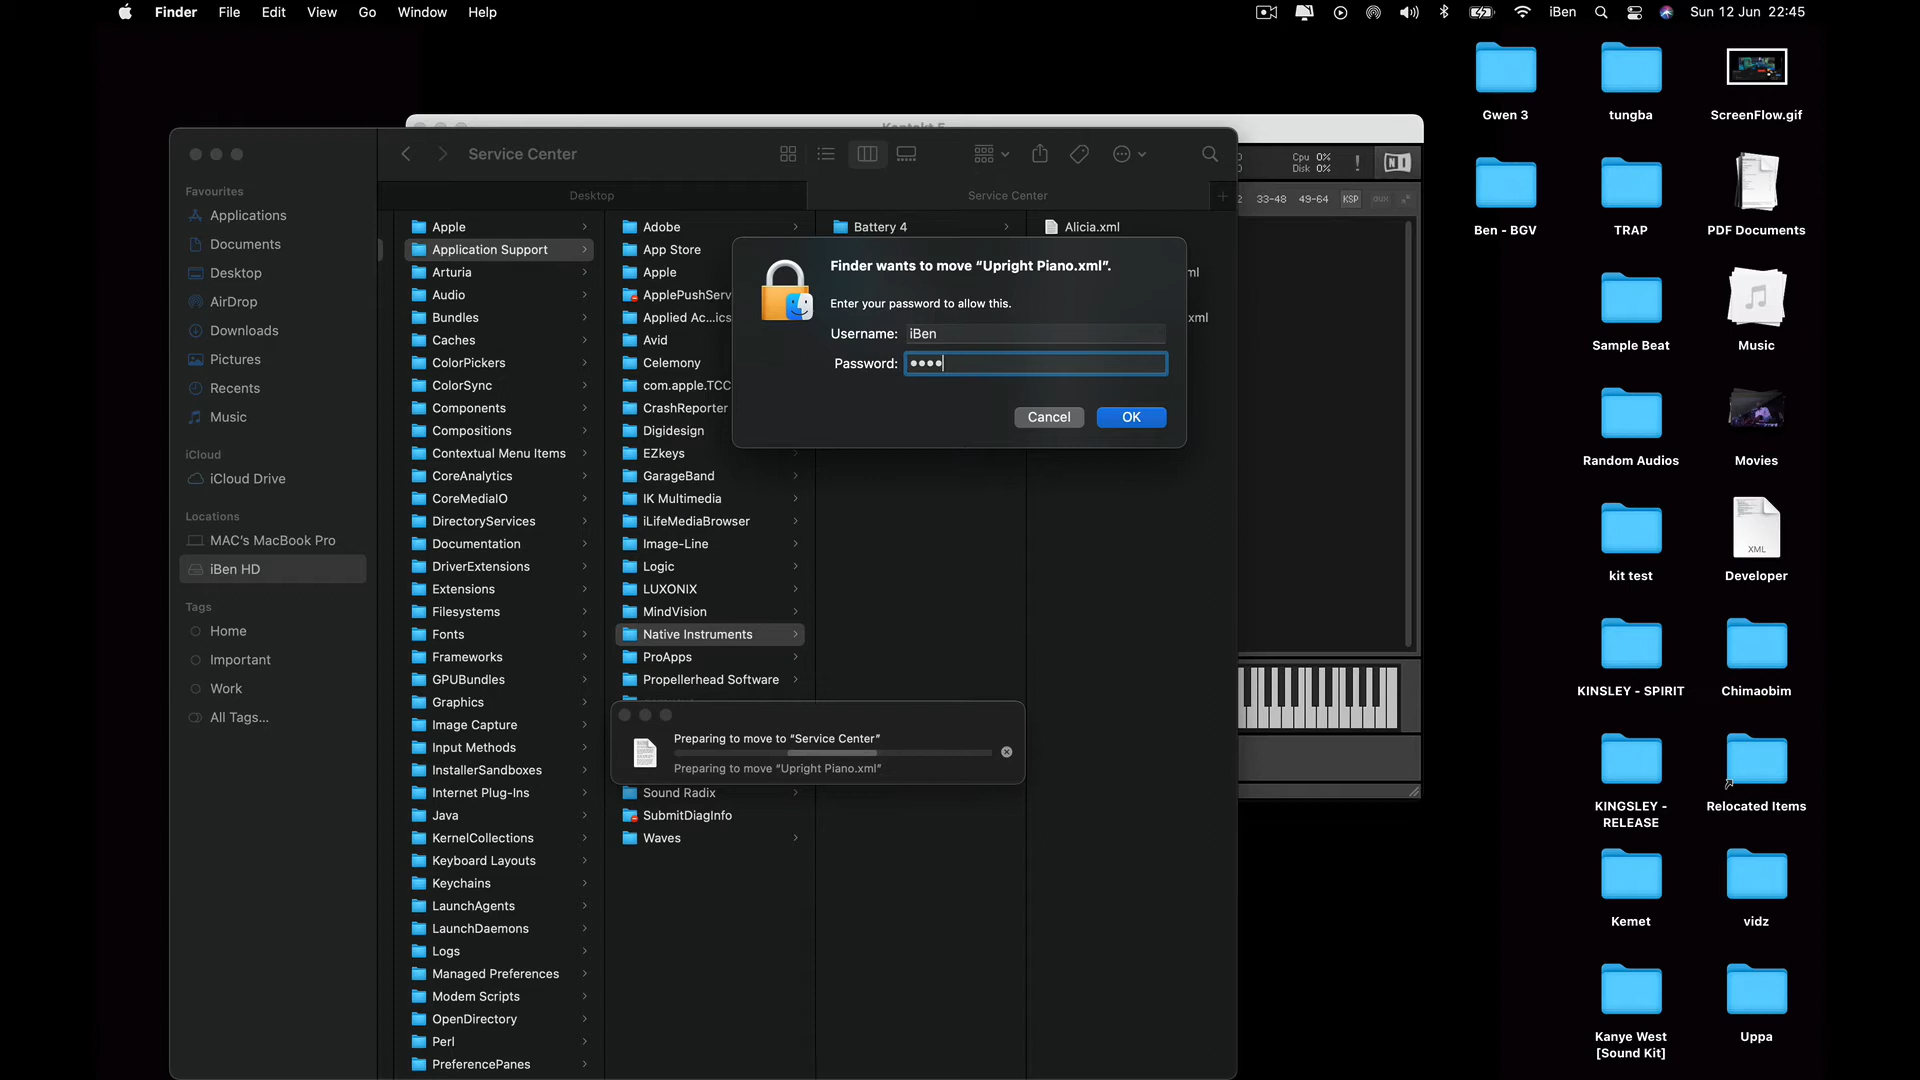 Finder File Edit View Go Window Help
iBen Sun 12 Jun 22:45
Service Center
Desktop
Service Center
Favourites
Applications
Documents
Desktop
AirDrop
Downloads
Pictures
Recents
Music
iCloud
iCloud Drive
Locations
MAC's MacBook Pro
iBen HD
Tags
Home
Important
Work
All Tags...
Apple
Application Support
Arturia
Audio
Bundles
Caches
ColorPickers
ColorSync
Components
Compositions
Contextual Menu Items
CoreAnalytics
CoreMediaIO
DirectoryServices
Documentation
DriverExtensions
Extensions
Filesystems
Fonts
Frameworks
GPUBundles
Graphics
Image Capture
Input Methods
InstallerSandboxes
Internet Plug-Ins
Java
KernelCollections
Keyboard Layouts
Keychains
LaunchAgents
LaunchDaemons
Logs
Managed Preferences
Modem Scripts
OpenDirectory
Perl
PreferencePanes
Adobe
App Store
Apple
ApplePushServ
Applied Ac...ics
Avid
Celemony
com.apple.TCC
CrashReporter
Digidesign
EZkeys
GarageBand
IK Multimedia
iLifeMediaBrowser
Image-Line
Logic
LUXONIX
MindVision
Native Instruments
ProApps
Propellerhead Software
Sound Radix
SubmitDiagInfo
Waves
Battery 4
Alicia.xml
ml
xml
Finder wants to move “Upright Piano.xml”.
Enter your password to allow this.
Username: iBen
Password: ••••
Cancel OK
Preparing to move to “Service Center”
Preparing to move “Upright Piano.xml”
Cpu 0%
Disk 0%
!
NI
2 33-48 49-64 KSP AUX
Gwen 3
tungba
ScreenFlow.gif
Ben - BGV
TRAP
PDF Documents
Sample Beat
Music
Random Audios
Movies
XML
kit test
Developer
KINSLEY - SPIRIT
Chimaobim
KINGSLEY -
RELEASE
Relocated Items
Kemet
vidz
Kanye West
[Sound Kit]
Uppa